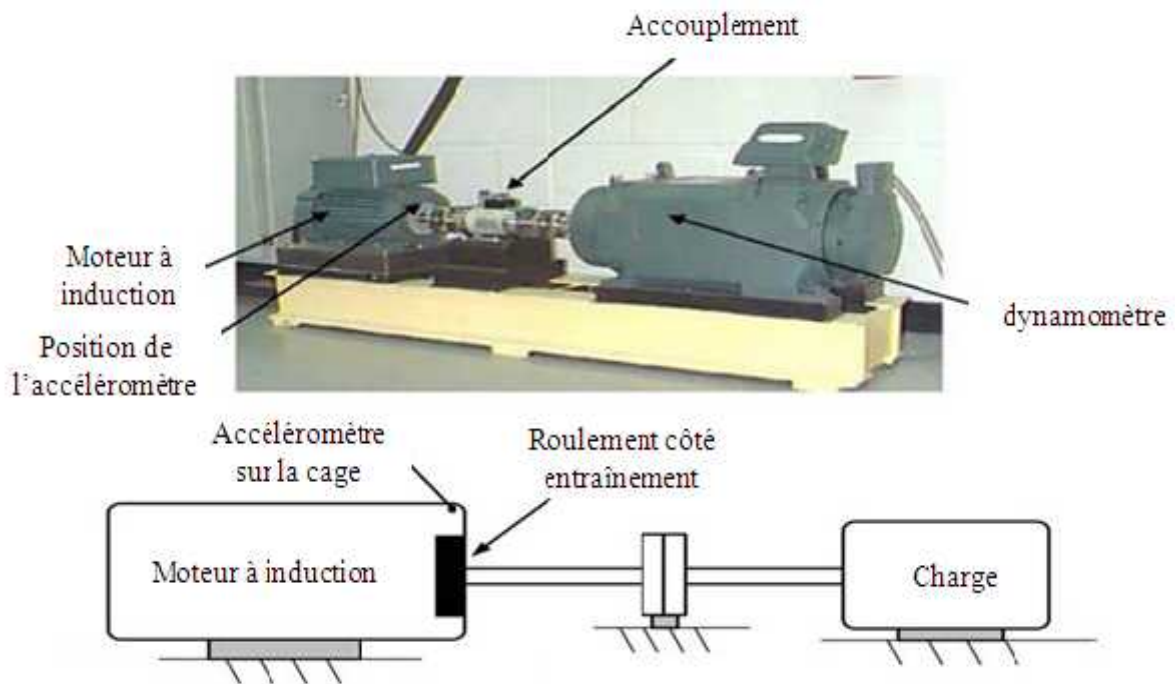 Accouplement
Moteur à
induction
Position de
l'accéléromètre
dynamomètre
Accéléromètre
sur la cage
Roulement côté
entraînement
Moteur à induction
Charge